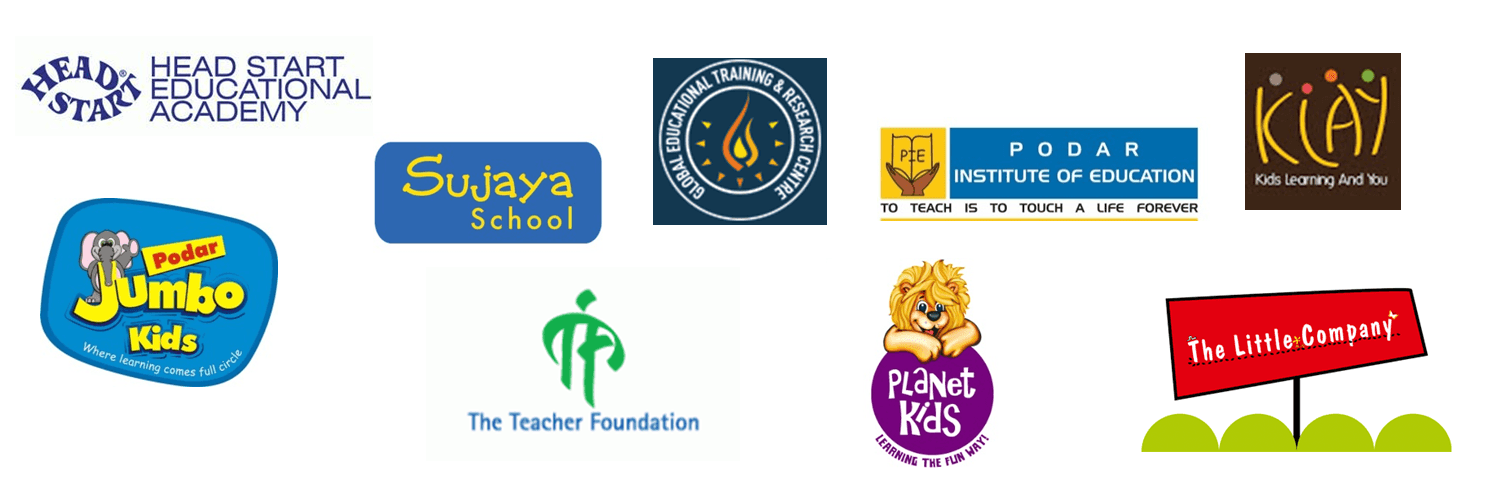 HEAD START
HEAD START
EDUCATIONAL
ACADEMY
Sujaya
School
GLOBAL EDUCATIONAL TRAINING & RESEARCH CENTRE
PIE
PODAR
INSTITUTE OF EDUCATION
TO TEACH IS TO TOUCH A LIFE FOREVER
KLAY
Kids Learning And You
Podar
Jumbo
Kids
Where learning comes full circle
TF
The Teacher Foundation
PLaNet
KidS
LEARNING THE FUN WAY!
The Little Company